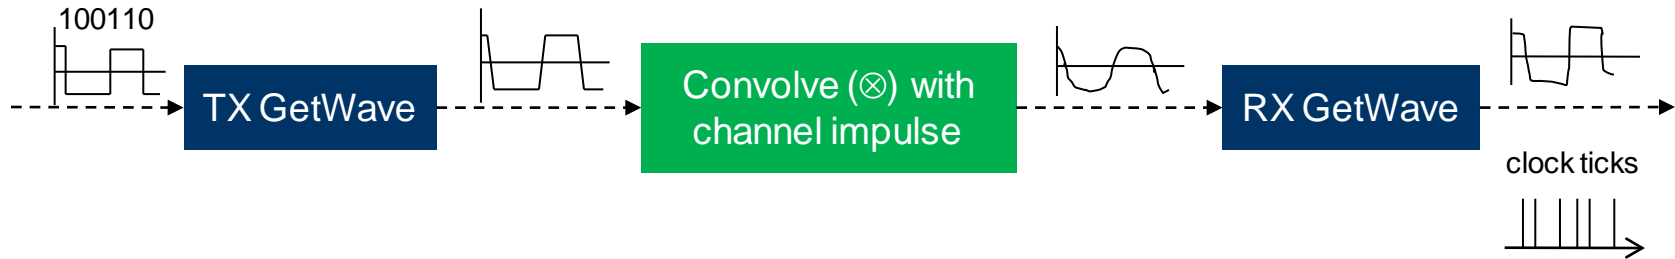 100110
TX GetWave
Convolve (⊗) with
channel impulse
RX GetWave
clock ticks